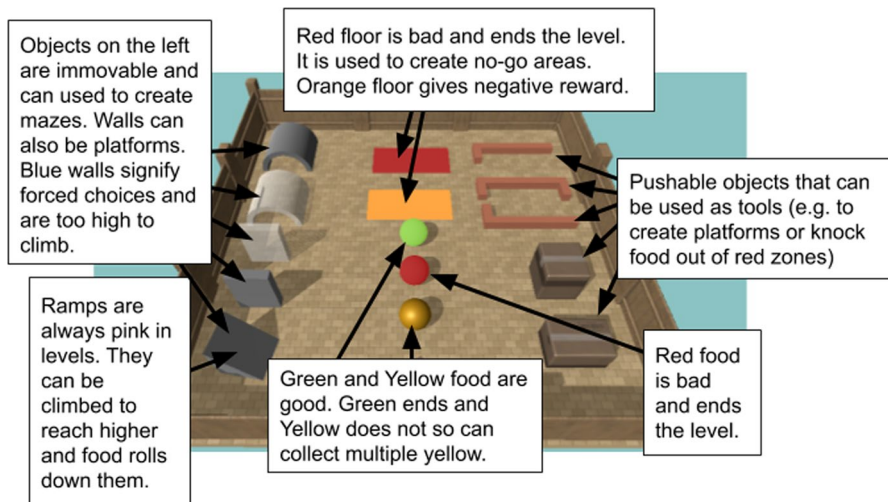 Objects on the left
are immovable and
can used to create
mazes. Walls can
also be platforms.
Blue walls signify
forced choices and
are too high to
climb.
Red floor is bad and ends the level.
It is used to create no-go areas.
Orange floor gives negative reward.
Pushable objects that can
be used as tools (e.g. to
create platforms or knock
food out of red zones)
Ramps are
always pink in
levels. They
can be
climbed to
reach higher
and food rolls
down them.
Green and Yellow food are
good. Green ends and
Yellow does not so can
collect multiple yellow.
Red food
is bad
and ends
the level.